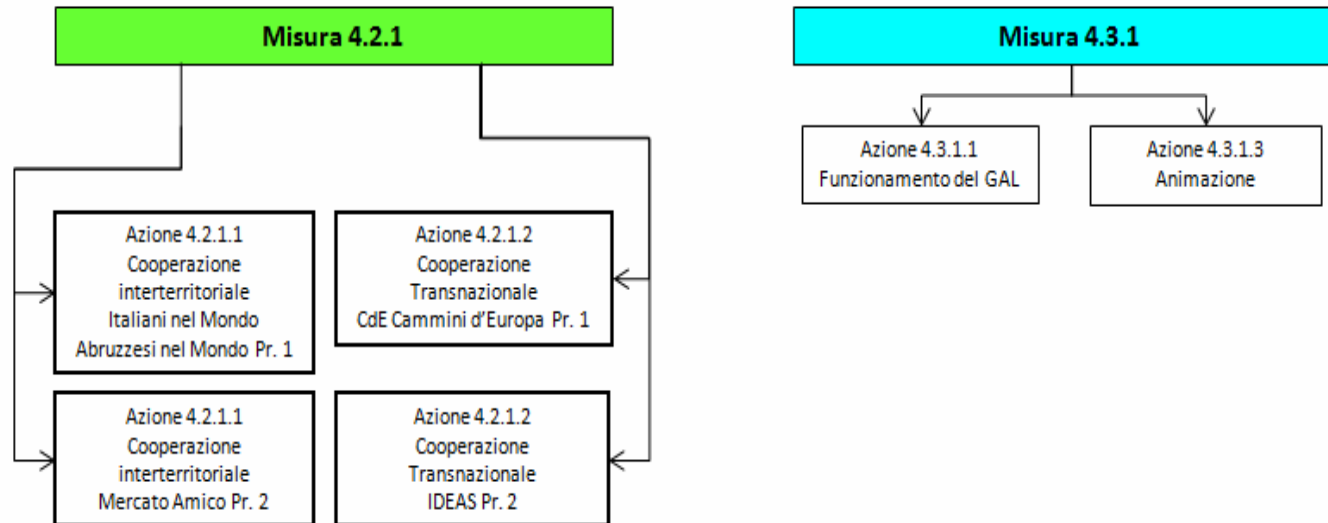 Misura 4.2.1
Misura 4.3.1
Azione 4.3.1.1
Funzionamento del GAL
Azione 4.3.1.3
Animazione
Azione 4.2.1.1
Cooperazione
interterritoriale
Italiani nel Mondo
Abruzzesi nel Mondo Pr. 1
Azione 4.2.1.2
Cooperazione
Transnazionale
CdE Cammini d'Europa Pr. 1
Azione 4.2.1.1
Cooperazione
interterritoriale
Mercato Amico Pr. 2
Azione 4.2.1.2
Cooperazione
Transnazionale
IDEAS Pr. 2